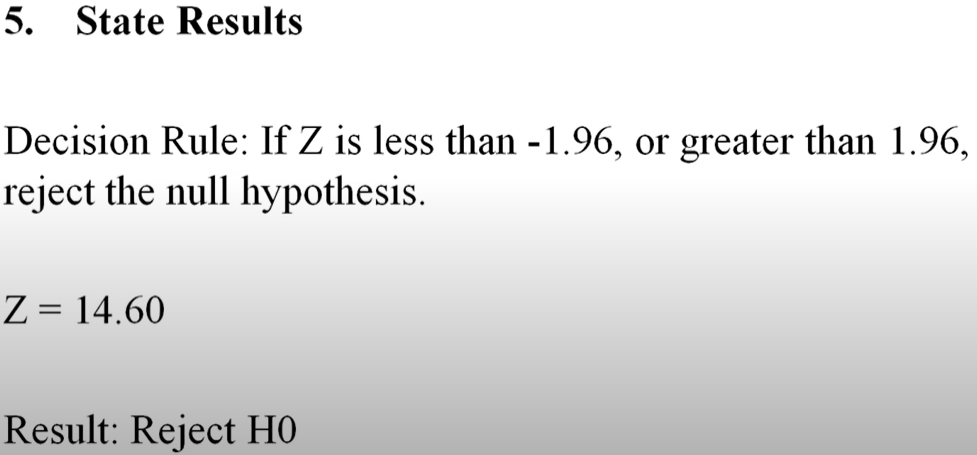 5. State Results
Decision Rule: If Z is less than -1.96, or greater than 1.96,
reject the null hypothesis.
Z = 14.60
Result: Reject H0